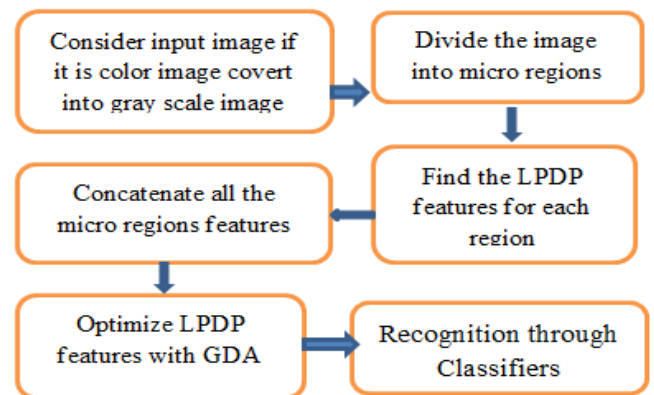 Consider input image if
it is color image covert
into gray scale image
Divide the image
into micro regions
Find the LPDP
features for each
region
Concatenate all the
micro regions features
Optimize LPDP
features with GDA
Recognition through
Classifiers